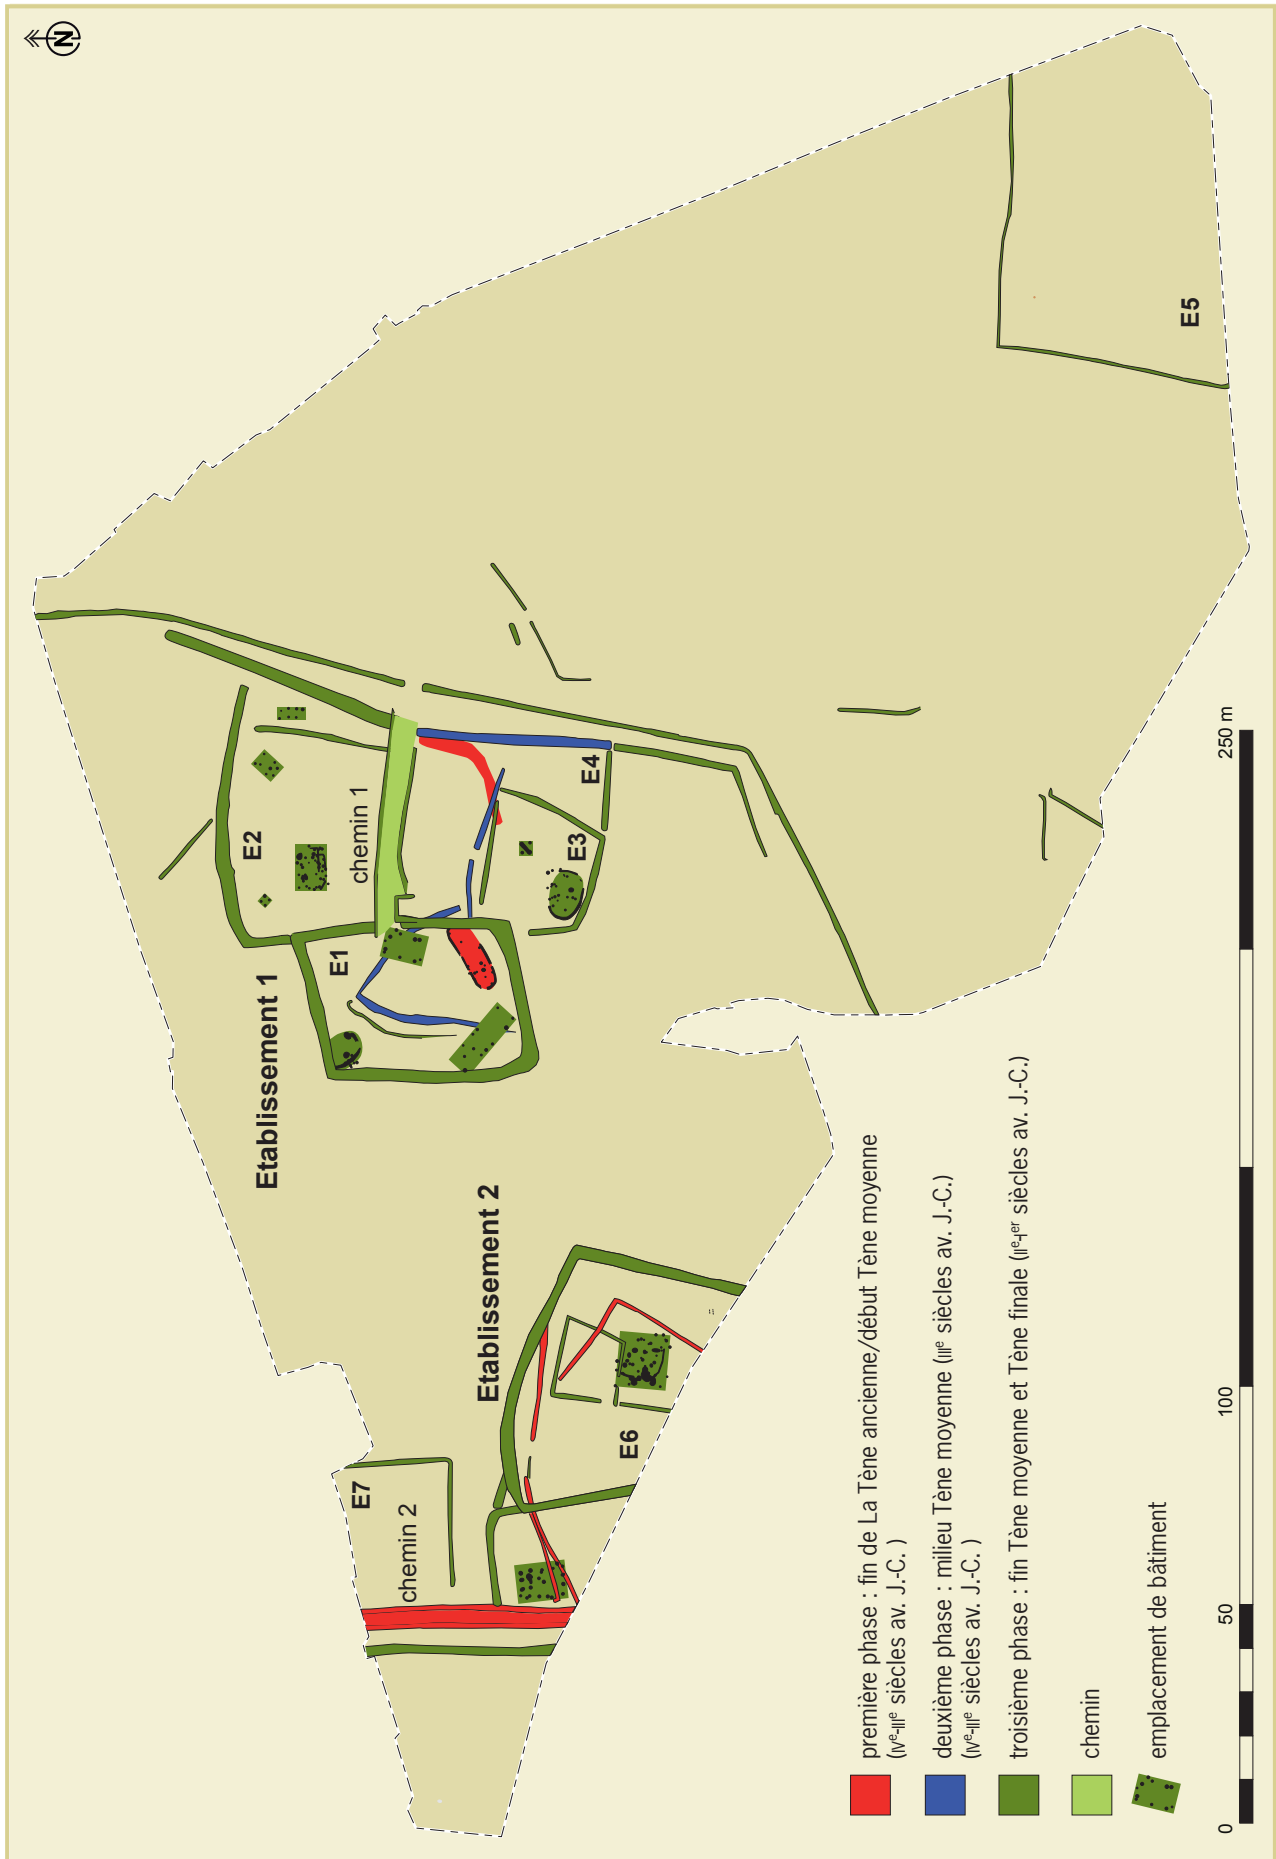 N
E5
E2
chemin 1
E4
E3
E1
Etablissement 1
Etablissement 2
E7
chemin 2
E6
première phase : fin de La Tène ancienne/début Tène moyenne
(IVe-IIIe siècles av. J.-C. )
deuxième phase : milieu Tène moyenne (IIIe siècles av. J.-C.)
(IVe-IIIe siècles av. J.-C. )
troisième phase : fin Tène moyenne et Tène finale (IIe-Ier siècles av. J.-C.)
chemin
emplacement de bâtiment
0
50
100
250 m